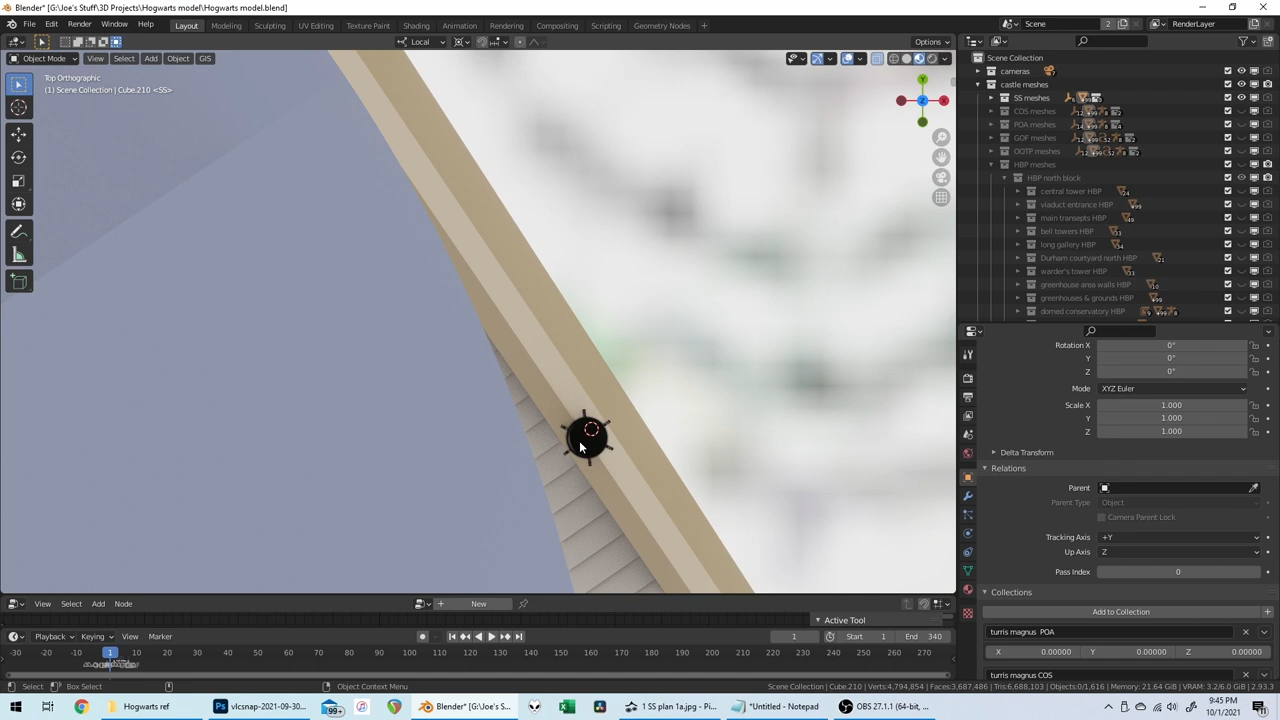 Blender* [G:\Joe's Stuff\3D Projects\Hogwarts model\Hogwarts model.blend]
File Edit Render Window Help Layout Modeling Sculpting UV Editing Texture Paint Shading Animation Rendering Compositing Scripting Geometry Nodes + Scene 2 RenderLayer
Local Options
Object Mode View Select Add Object GIS
Top Orthographic
(1) Scene Collection | Cube.210 <SS>
Y
Z X
Scene Collection
cameras
castle meshes
SS meshes
COS meshes
POA meshes
GOF meshes
OOTP meshes
HBP meshes
HBP north block
central tower HBP
viaduct entrance HBP
main transepts HBP
bell towers HBP
long gallery HBP
Durham courtyard north HBP
warder's tower HBP
greenhouse area walls HBP
greenhouses & grounds HBP
domed conservatory HBP
Rotation X 0°
Y 0°
Z 0°
Mode XYZ Euler
Scale X 1.000
Y 1.000
Z 1.000
Delta Transform
Relations
Parent
Parent Type Object
Camera Parent Lock
Tracking Axis +Y
Up Axis Z
Pass Index 0
Collections
Add to Collection
turris magnus POA
X 0.00000 Y 0.00000 Z 0.00000
turris magnus COS
View Select Add Node + New
Active Tool
Playback Keying View Marker 1 Start 1 End 340
-30 -20 -10 1 10 20 30 40 50 60 70 80 90 100 110 120 130 140 150 160 170 180 190 200 210 220 230 240 250 260 270
Select Box Select Object Context Menu Scene Collection | Cube.210 | Verts:4,794,854 | Faces:3,687,486 | Tris:6,688,103 | Objects:0/1,616 | Memory: 21.64 GiB | VRAM: 3.2/6.0 GiB | 2.93.3
Hogwarts ref vlcsnap-2021-09-30... 99+ Blender* [G:\Joe's S... 1 SS plan 1a.jpg - Pi... *Untitled - Notepad OBS 27.1.1 (64-bit, ... 9:45 PM
10/1/2021